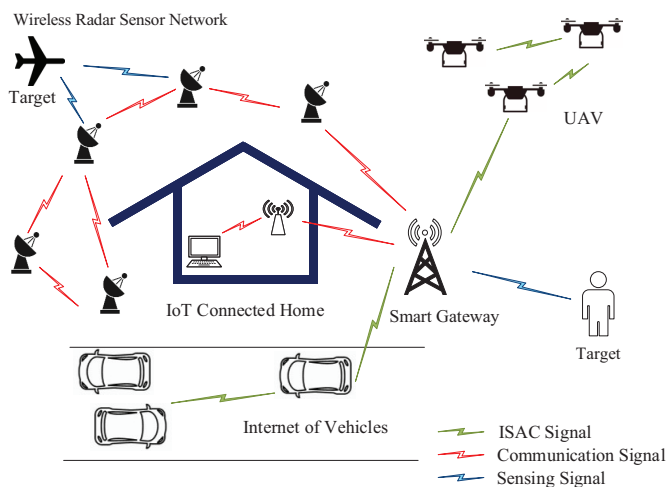 Wireless Radar Sensor Network
Target
UAV
IoT Connected Home
Smart Gateway
Target
Internet of Vehicles
ISAC Signal
Communication Signal
Sensing Signal